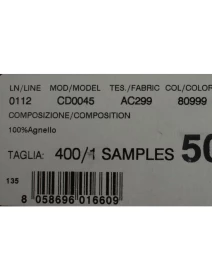 LN/LINE MOD/MODEL TES./FABRIC COL/COLOR
0112 CD0045 AC299 80999
COMPOSIZIONE/COMPOSITION
100%Agnello
TAGLIA: 400/1 SAMPLES 50
135
8 058696 016609